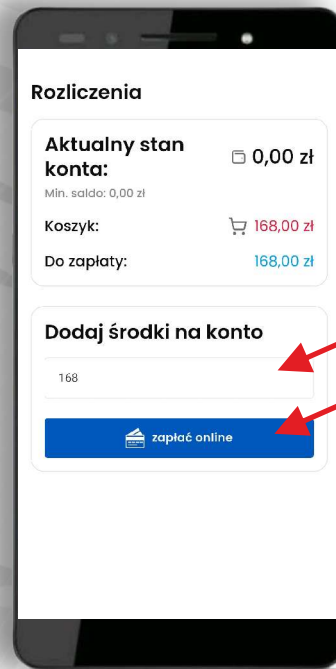 Rozliczenia
Aktualny stan
konta:
0,00 zł
Min. saldo: 0,00 zł
Koszyk: 168,00 zł
Do zapłaty: 168,00 zł
Dodaj środki na konto
168
zapłać online